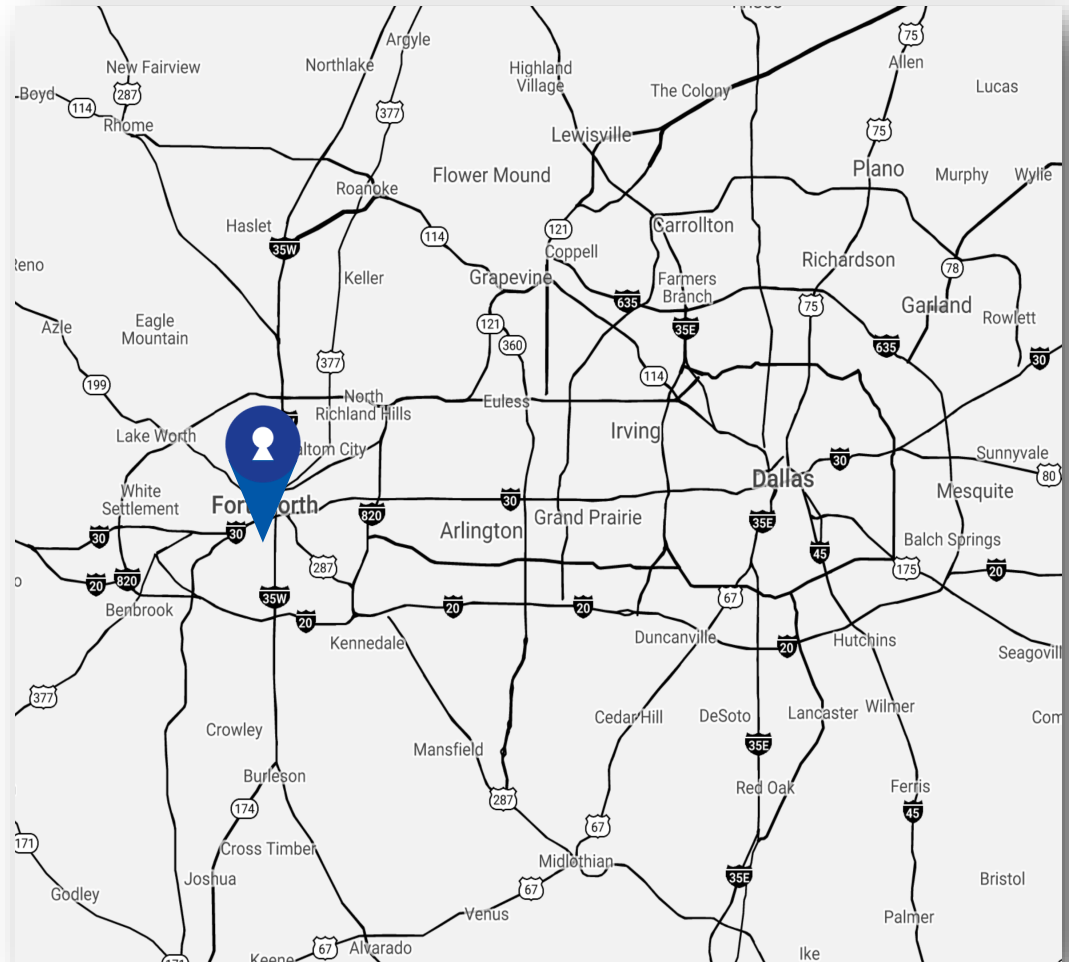 Argyle
75
New Fairview
Northlake
Highland
Village
Allen
Boyd
287
The Colony
Lucas
114
377
Rhome
Lewisville
75
Plano
Roanoke
Flower Mound
Murphy
Wylie
Haslet
35W
114
121
Carrollton
Coppell
Richardson
78
Keller
Grapevine
Farmers
Branch
635
75
Garland
Azle
Eagle
Mountain
121
360
35E
Rowlett
635
30
377
199
114
North
Richland Hills
Euless
Lake Worth
Irving
30
Sunnyvale
80
White
Settlement
Dallas
Mesquite
30
820
Arlington
Grand Prairie
35E
30
30
45
Balch Springs
287
175
20
20
820
Benbrook
35W
20
20
20
67
Kennedale
Duncanville
20
Hutchins
377
Crowley
Cedar Hill
DeSoto
Lancaster
Wilmer
Mansfield
35E
Burleson
174
287
Red Oak
Ferris
45
67
171
Cross Timber
Midlothian
Joshua
35E
Godley
67
Bristol
Venus
Palmer
67
Alvarado
Keene
Ike